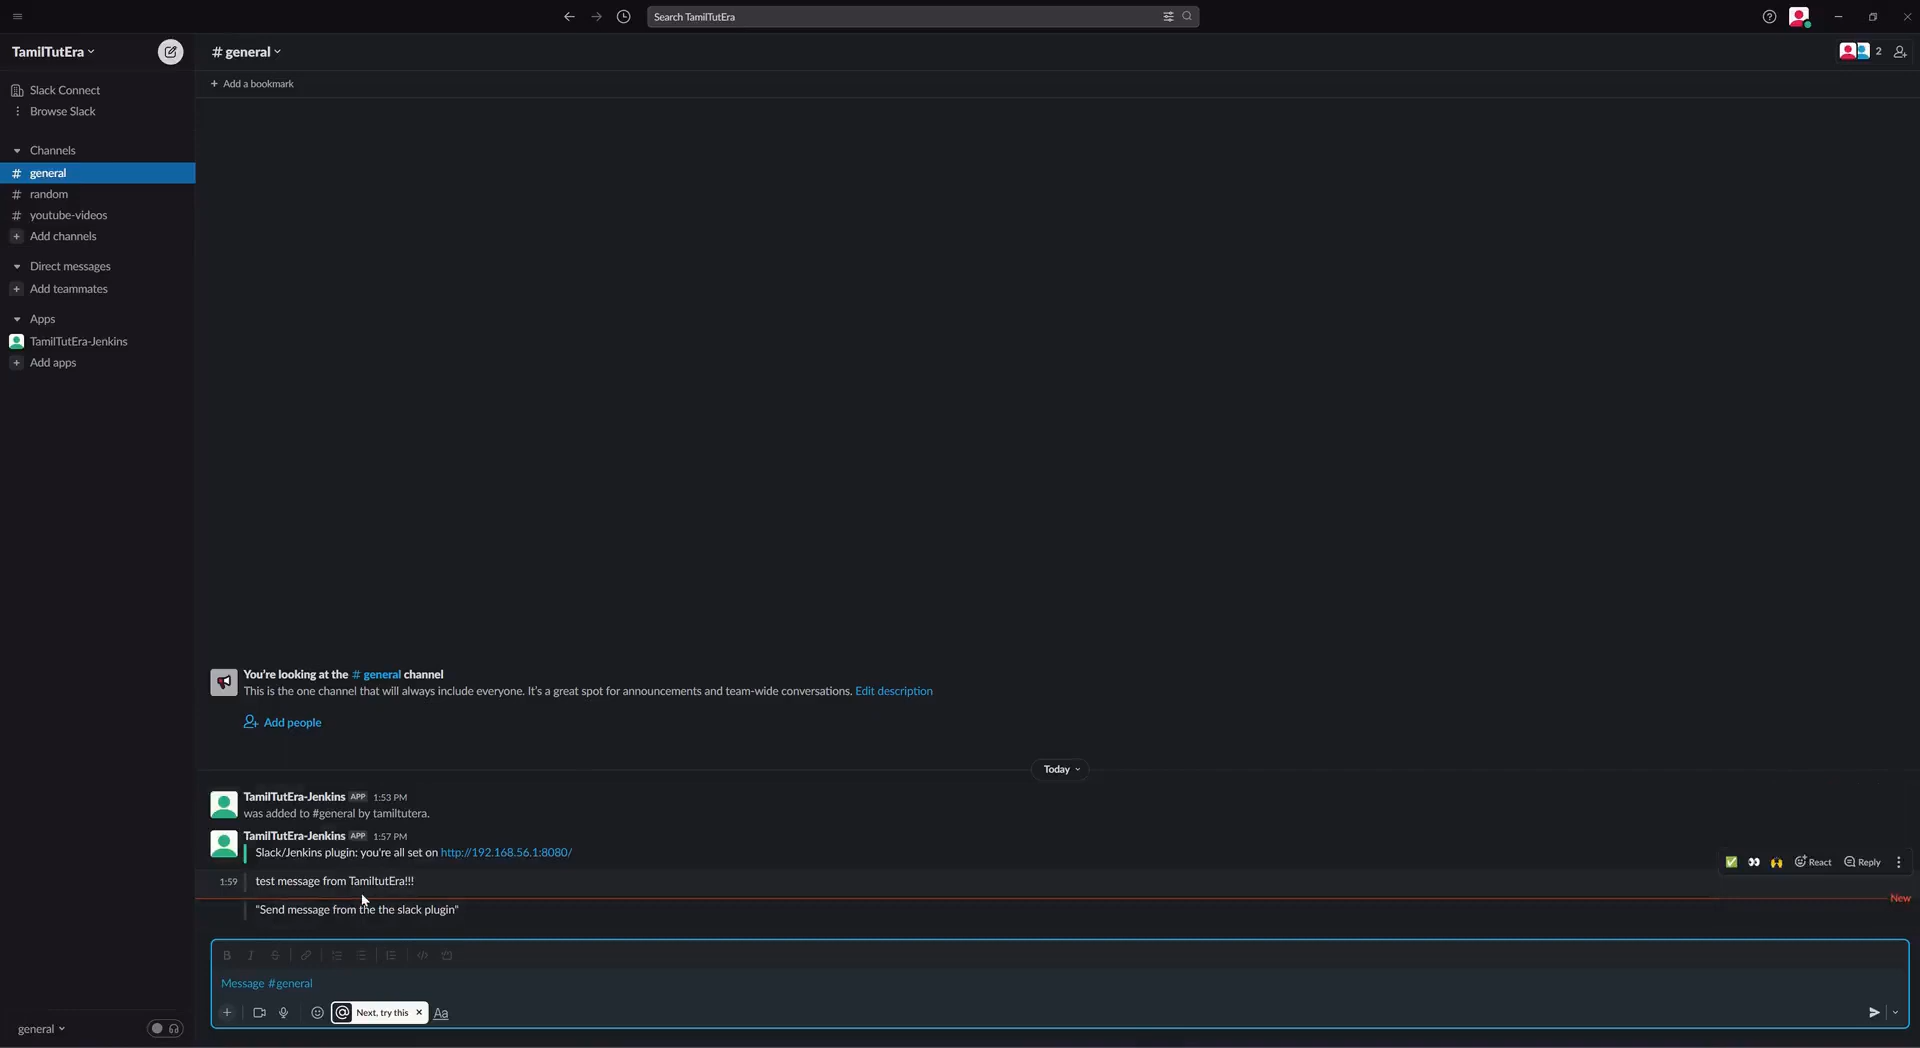 Search TamilTutEra
TamilTutEra
# general
2
+ Add a bookmark
Slack Connect
Browse Slack
Channels
# general
# random
# youtube-videos
+ Add channels
Direct messages
+ Add teammates
Apps
TamilTutEra-Jenkins
+ Add apps
You're looking at the # general channel
This is the one channel that will always include everyone. It's a great spot for announcements and team-wide conversations. Edit description
Add people
Today
TamilTutEra-Jenkins APP 1:53 PM
was added to #general by tamiltutera.
TamilTutEra-Jenkins APP 1:57 PM
Slack/Jenkins plugin: you're all set on http://192.168.56.1:8080/
React Reply
1:59 test message from TamiltutEra!!!
New
"Send message from the the slack plugin"
B I S
Message #general
@ Next, try this × Aa
general